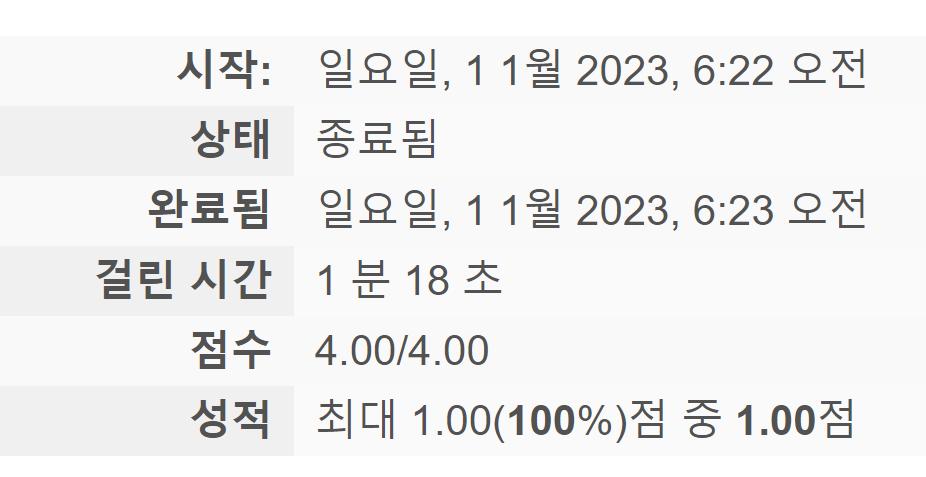 시작: 일요일, 1 1월 2023, 6:22 오전
상태 종료됨
완료됨 일요일, 1 1월 2023, 6:23 오전
걸린 시간 1 분 18 초
점수 4.00/4.00
성적 최대 1.00(100%)점 중 1.00점